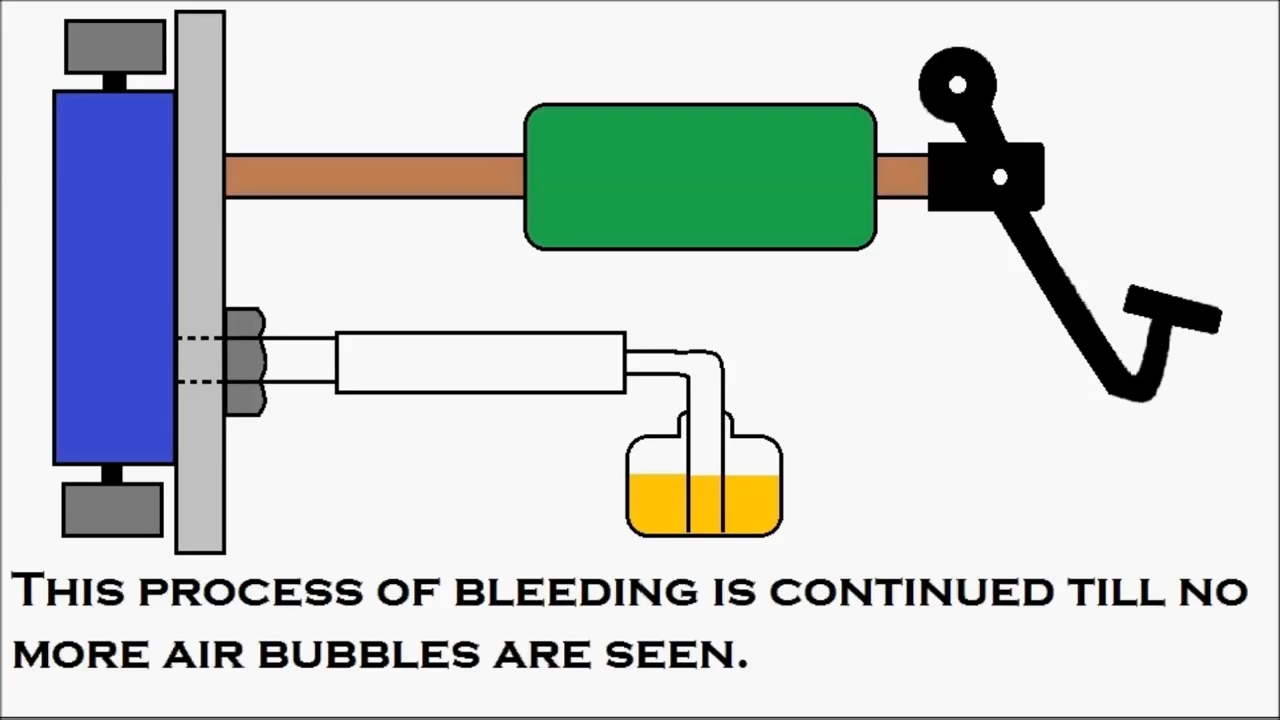 This process of bleeding is continued till no
more air bubbles are seen.